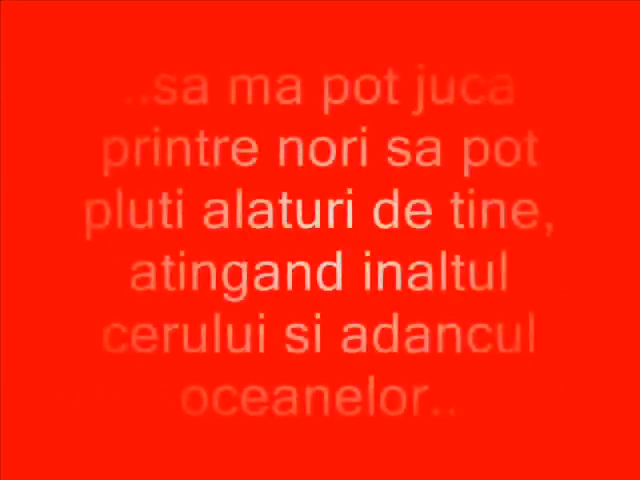 ..sa ma pot juca
printre nori sa pot
pluti alaturi de tine,
atingand inaltul
cerului si adancul
oceanelor..